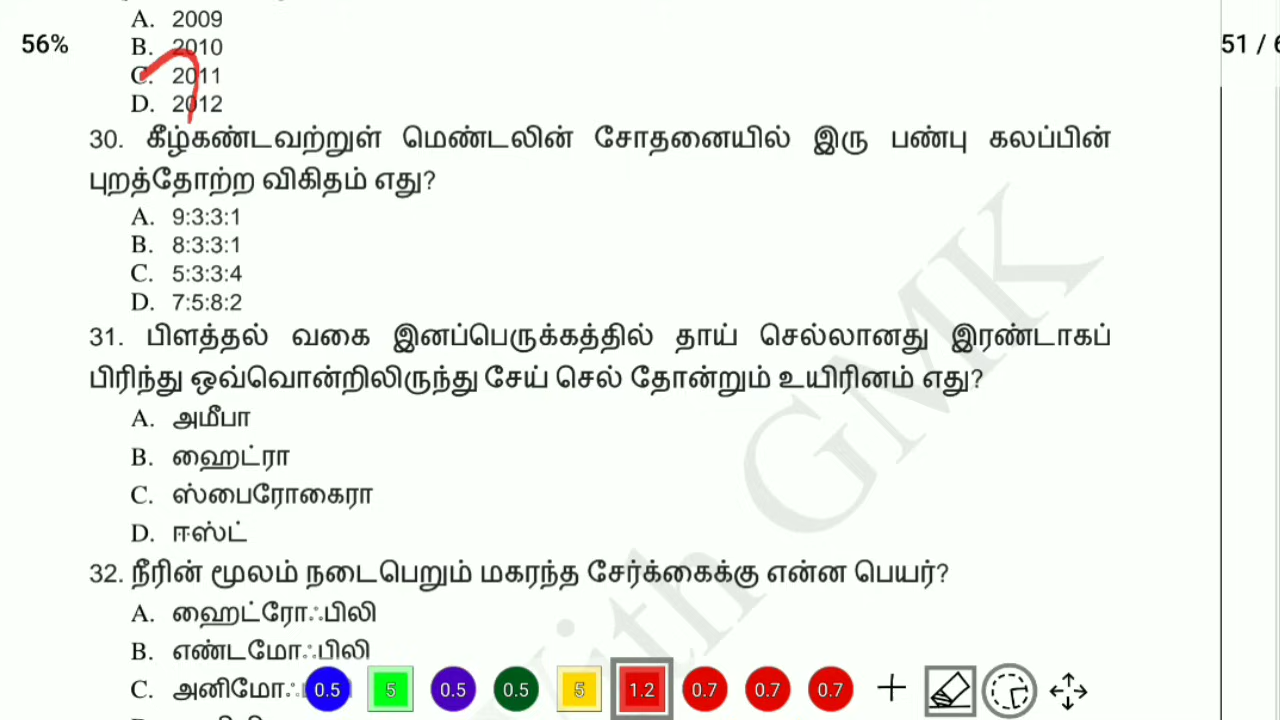 A. 2009
56%
B. 2010
51 / 6
C. 2011
D. 2012
30. கீழ்கண்டவற்றுள் மெண்டலின் சோதனையில் இரு பண்பு கலப்பின்
புறத்தோற்ற விகிதம் எது?
A. 9:3:3:1
B. 8:3:3:1
C. 5:3:3:4
D. 7:5:8:2
31. பிளத்தல் வகை இனப்பெருக்கத்தில் தாய் செல்லானது இரண்டாகப்
பிரிந்து ஒவ்வொன்றிலிருந்து சேய் செல் தோன்றும் உயிரினம் எது?
A. அமீபா
B. ஹைட்ரா
C. ஸ்பைரோகைரா
D. ஈஸ்ட்
32. நீரின் மூலம் நடைபெறும் மகரந்த சேர்க்கைக்கு என்ன பெயர்?
A. ஹைட்ரோஃபிலி
B. எண்டமோஃபிலி
C. அனிமோஃ
0.5 5 0.5 0.5 5 1.2 0.7 0.7 0.7
with GMK